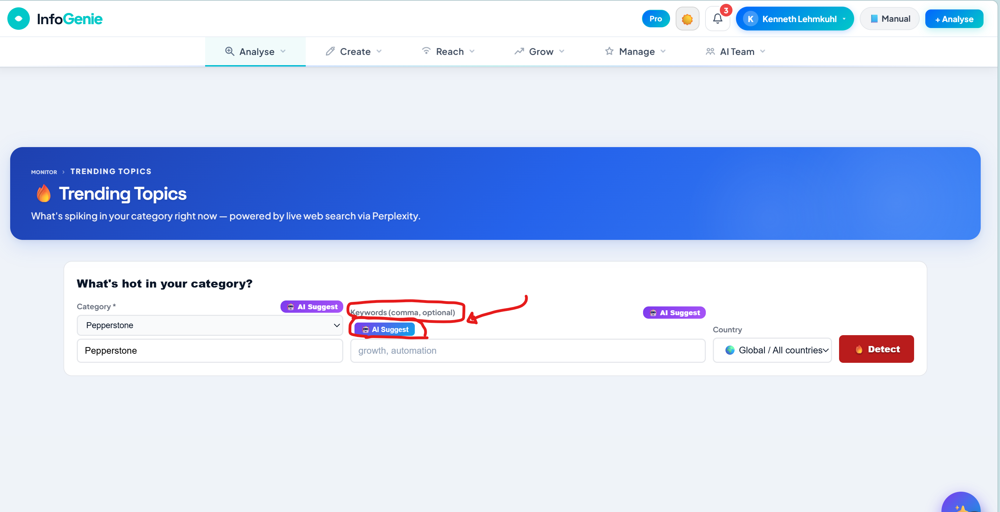 InfoGenie
Pro
3
K Kenneth Lehmkuhl
Manual
+ Analyse
Analyse
Create
Reach
Grow
Manage
AI Team
MONITOR › TRENDING TOPICS
Trending Topics
What's spiking in your category right now — powered by live web search via Perplexity.
What's hot in your category?
Category *
AI Suggest
Pepperstone
Pepperstone
Keywords (comma, optional)
AI Suggest
AI Suggest
growth, automation
Country
Global / All countries
Detect